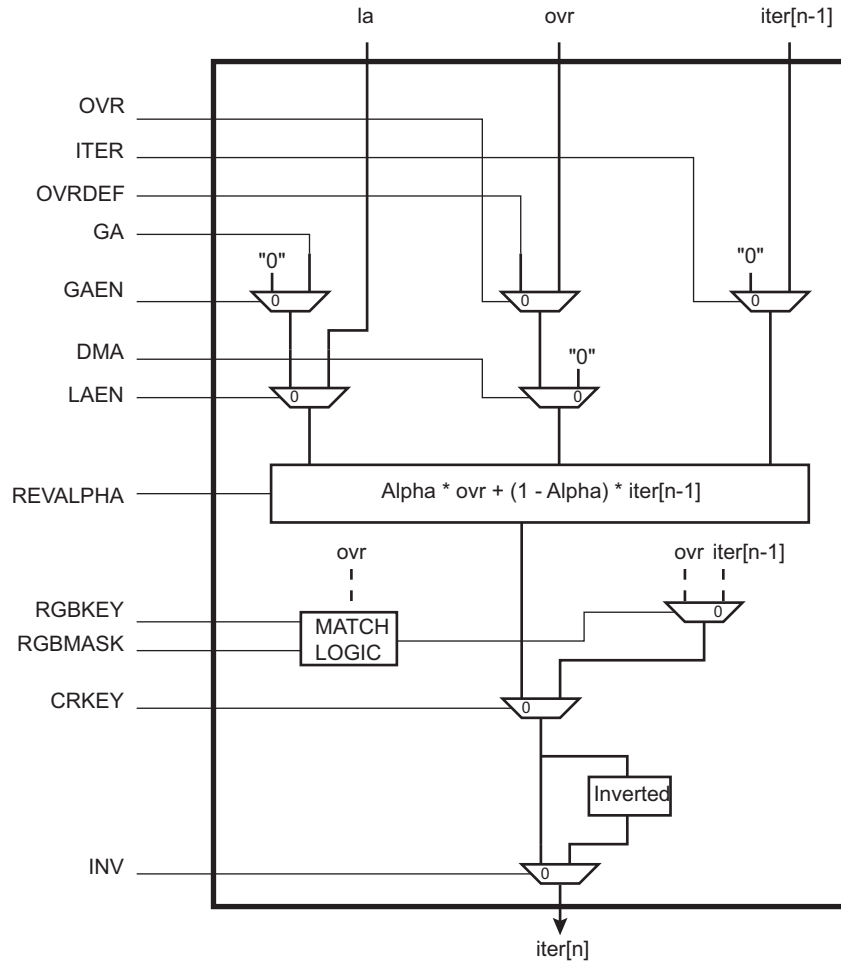 la ovr iter[n-1]
OVR
ITER
OVRDEF
GA
"0" "0"
GAEN 0 0 0
DMA "0"
LAEN 0 0
REVALPHA Alpha * ovr + (1 - Alpha) * iter[n-1]
ovr ovr iter[n-1]
RGBKEY 0
MATCH
RGBMASK LOGIC
CRKEY 0
Inverted
INV 0
iter[n]